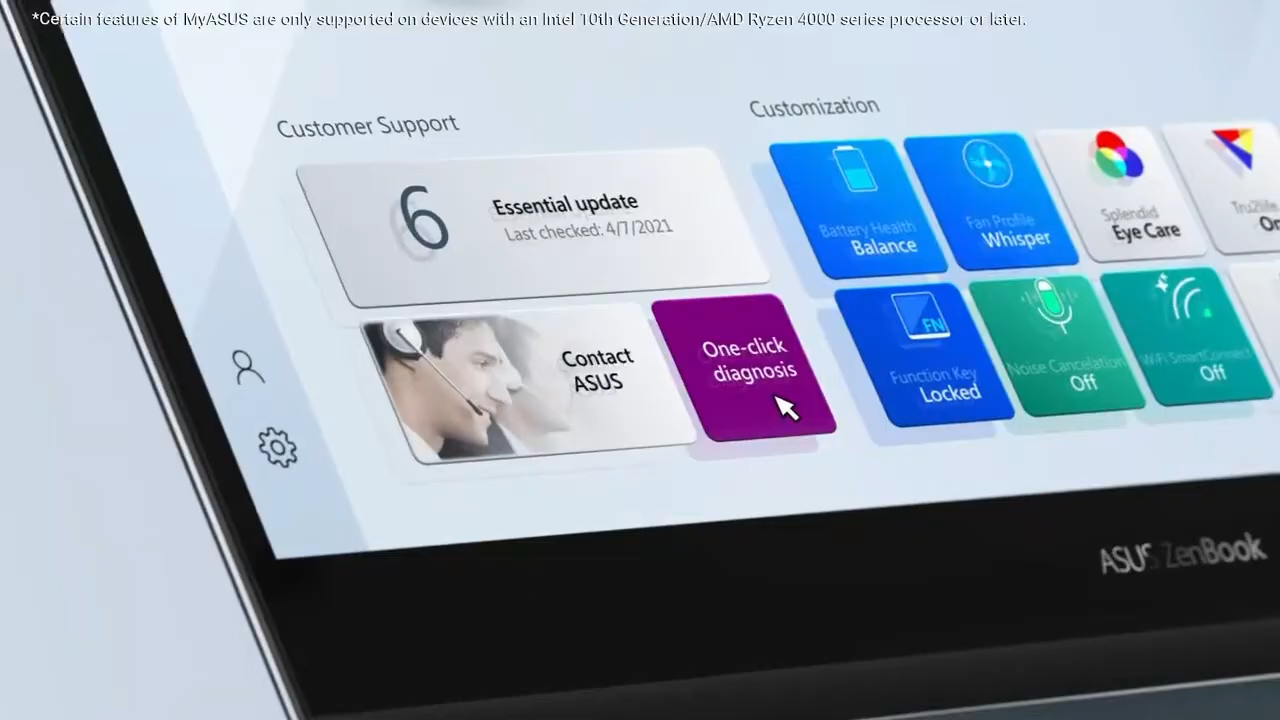 *Certain features of MyASUS are only supported on devices with an Intel 10th Generation/AMD Ryzen 4000 series processor or later.
Customer Support
Customization
6
Essential update
Last checked: 4/7/2021
Contact
ASUS
One-click
diagnosis
Battery Health
Balance
Fan Profile
Whisper
Splendid
Eye Care
Tru2life
Function Key
FN
Locked
Noise Cancelation
Off
WiFi SmartConnect
Off
ASUS ZenBook